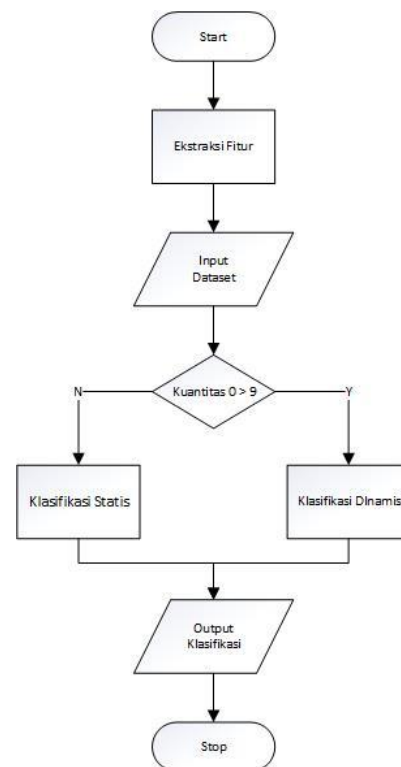 Start
Ekstraksi Fitur
Input
Dataset
Kuantitas 0 > 9
N
Y
Klasifikasi Statis
Klasifikasi DInamis
Output
Klasifikasi
Stop